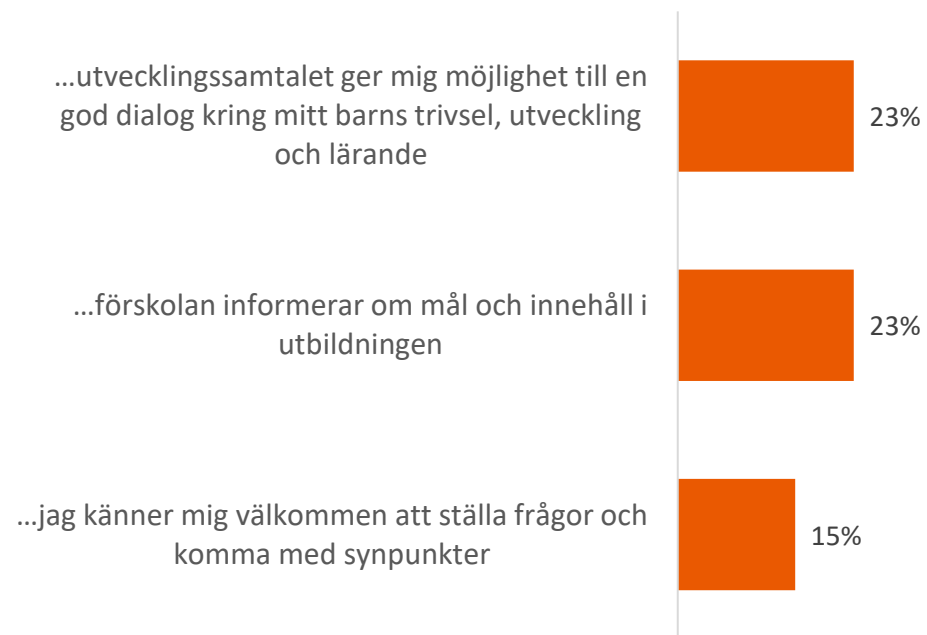 …utvecklingssamtalet ger mig möjlighet till en
god dialog kring mitt barns trivsel, utveckling
och lärande
23%
…förskolan informerar om mål och innehåll i
utbildningen
23%
…jag känner mig välkommen att ställa frågor och
komma med synpunkter
15%